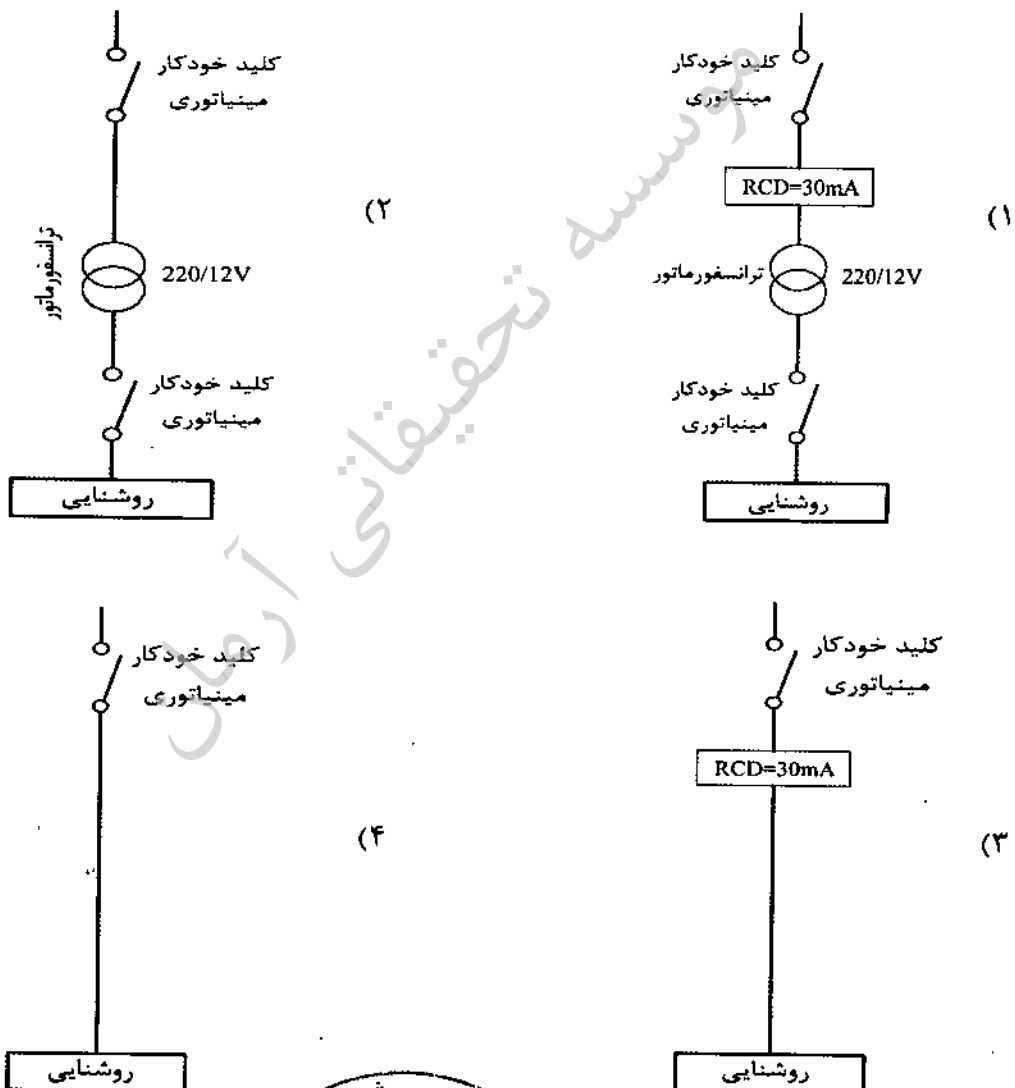 ۱)
کلید خودکار
مینیاتوری
RCD=30mA
ترانسفورماتور
220/12V
کلید خودکار
مینیاتوری
روشنایی
۲)
کلید خودکار
مینیاتوری
ترانسفورماتور
220/12V
کلید خودکار
مینیاتوری
روشنایی
۳)
کلید خودکار
مینیاتوری
RCD=30mA
روشنایی
۴)
کلید خودکار
مینیاتوری
روشنایی
موسسه تحقیقاتی